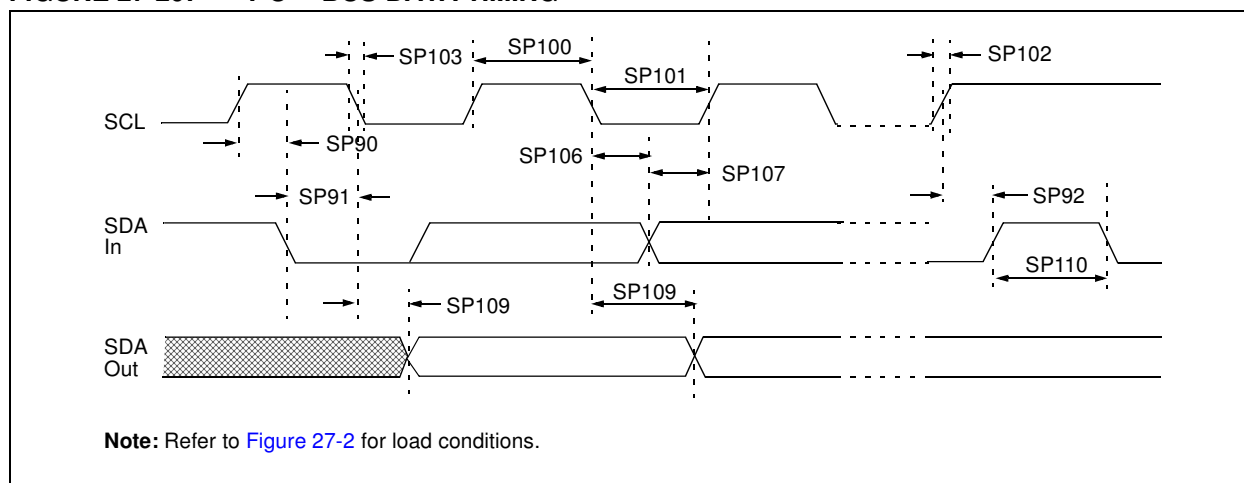 SP103
SP100
SP101
SP102
SCL
SP90
SP106
SP107
SP91
SP92
SDA
In
SP110
SP109
SP109
SDA
Out
Note: Refer to Figure 27-2 for load conditions.